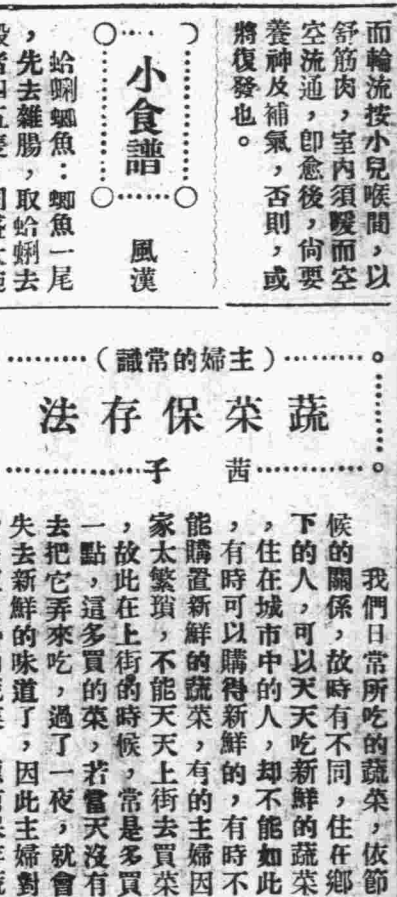 而輪流按小兒喉間，以
舒筋肉，室內須暖而空
空流通，卽愈後，尙要
養神反補氣，否則，或
將復發也。
小食譜
風漢
蛤蜊鯽魚：鯽魚一尾
，先去雜腸，取蛤蜊去
（主婦的常識）
蔬菜保存法
茜子
我們日常所吃的蔬菜，依節
候的關係，故時有不同，住在鄉
下的人，可以天天吃新鮮的蔬菜
，住在城市中的人，却不能如此
，有時可以購得新鮮的，有時不
能購置新鮮的蔬菜，有的主婦因
家太繁瑣，不能天天上街去買菜
，故此在上街的時候，常是多買
一點，這多買的菜，若當天沒有
去把它弄來吃，過了一夜，就會
失去新鮮的味道了，因此主婦對